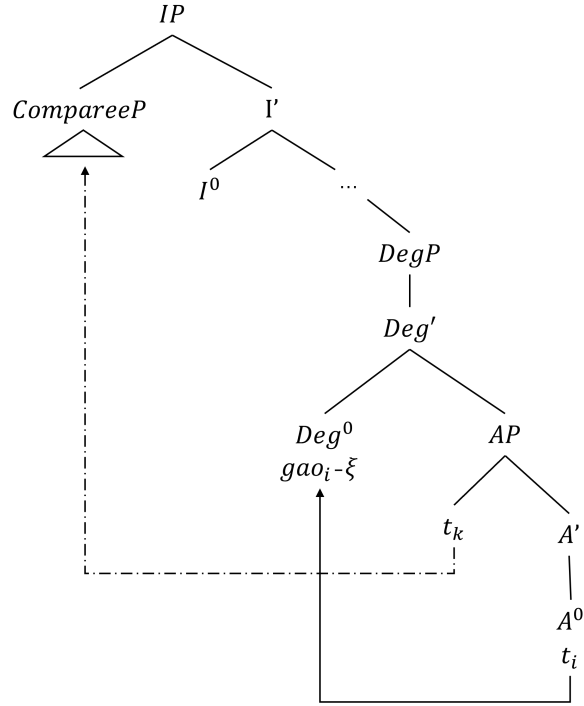 IP
CompareeP I’
I⁰ ...
DegP
Deg′
Deg⁰ AP
gaoᵢ-ξ
tₖ A’
A⁰
tᵢ